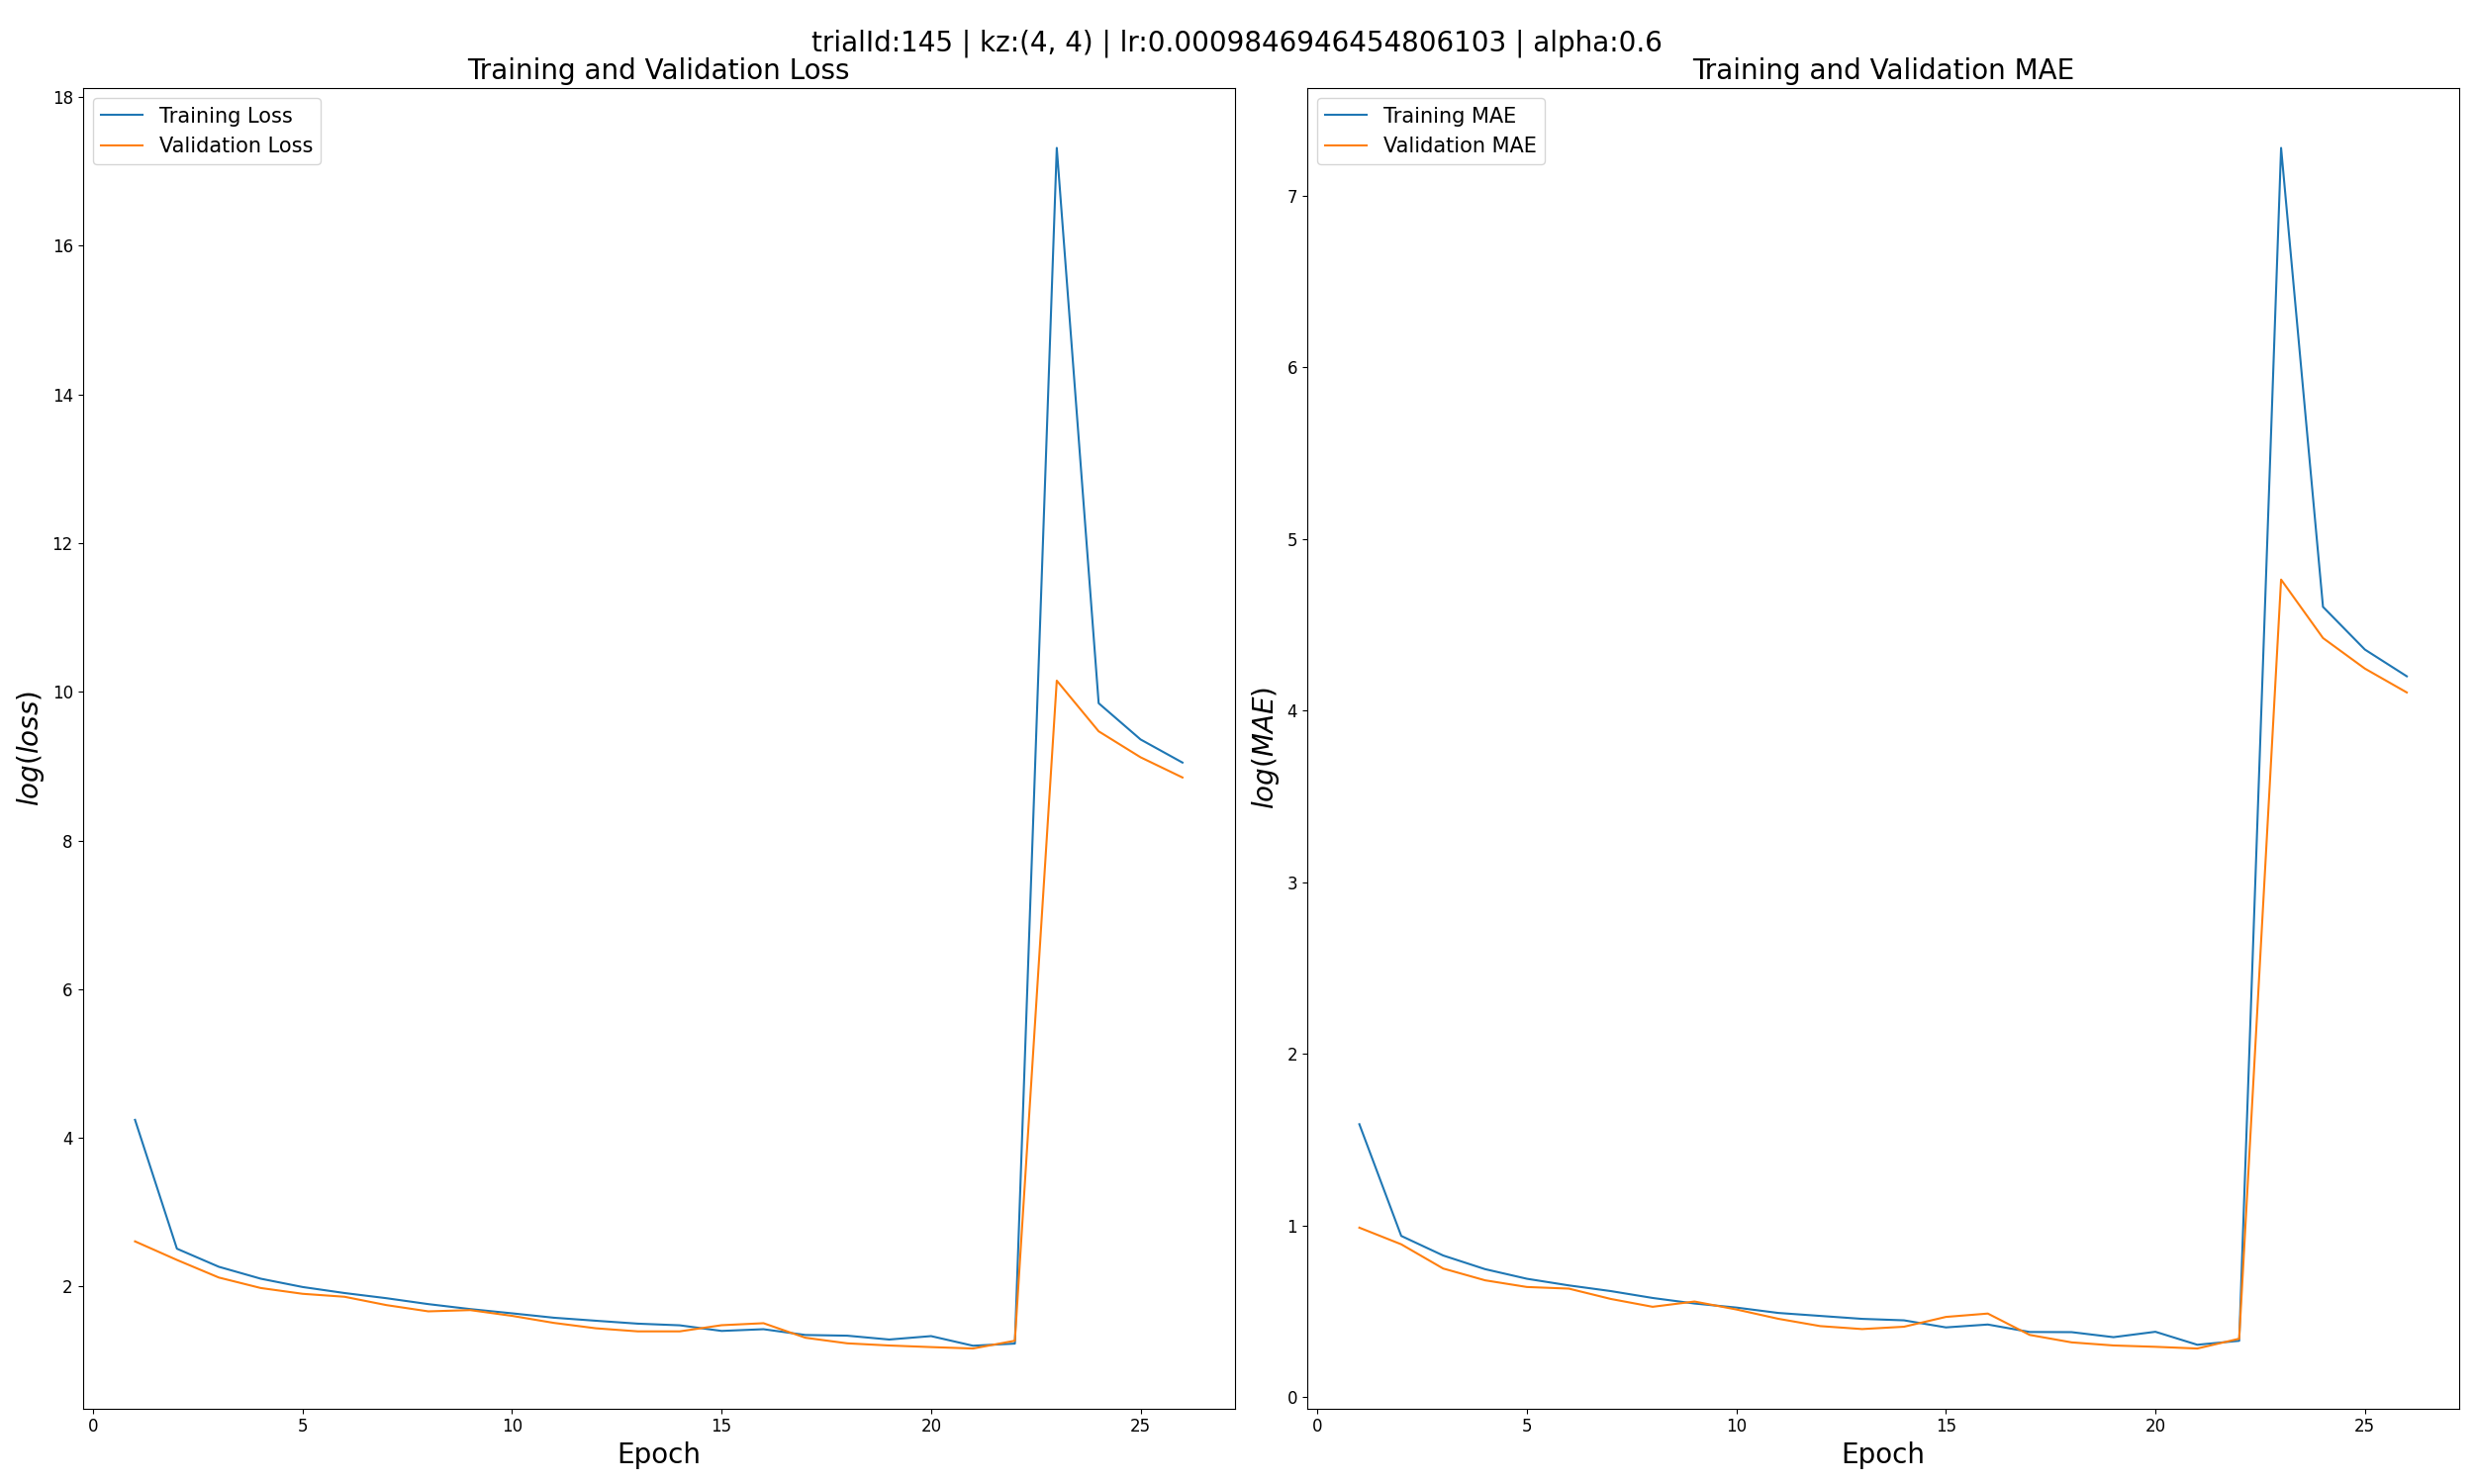 trialId:145 | kz:(4, 4) | lr:0.0009846946454806103 | alpha:0.6
Training and Validation Loss
Training Loss
Validation Loss
18
16
14
12
10
8
6
4
2
log(loss)
0 5 10 15 20 25
Epoch
Training and Validation MAE
Training MAE
Validation MAE
7
6
5
4
3
2
1
0
log(MAE)
0 5 10 15 20 25
Epoch